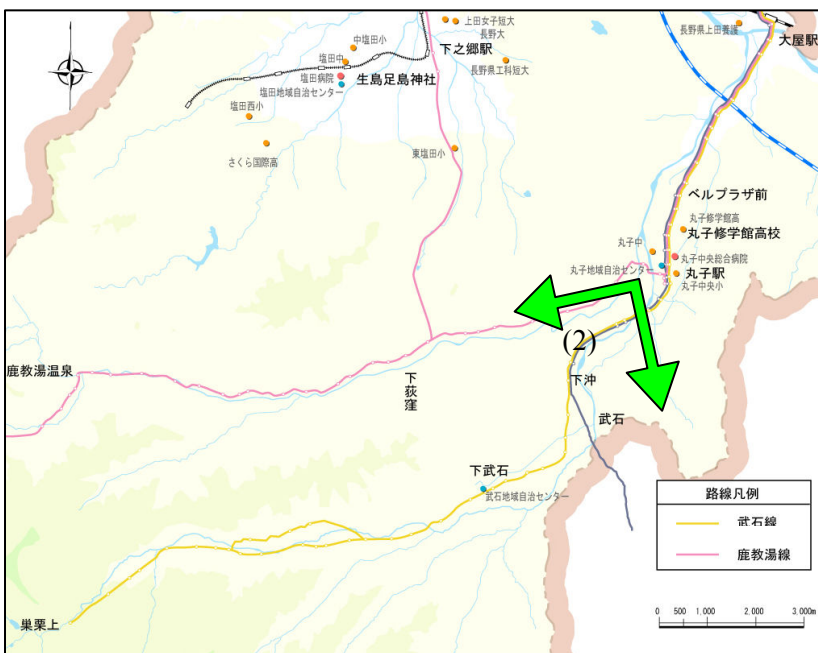 上田女子短大
長野大
下之郷駅
中塩田小
塩田中
長野県工科短大
塩田病院
生島足島神社
塩田地域自治センター
塩田西小
さくら国際高
東塩田小
長野県上田養護
大屋駅
ベルプラザ前
丸子修学館高
丸子修学館高校
丸子中
丸子中央総合病院
丸子地域自治センター
丸子駅
丸子中央小
(2)
鹿教湯温泉
下荻窪
下沖
武石
下武石
武石地域自治センター
巣栗上
路線凡例
武石線
鹿教湯線
0 500 1,000 2,000 3,000m